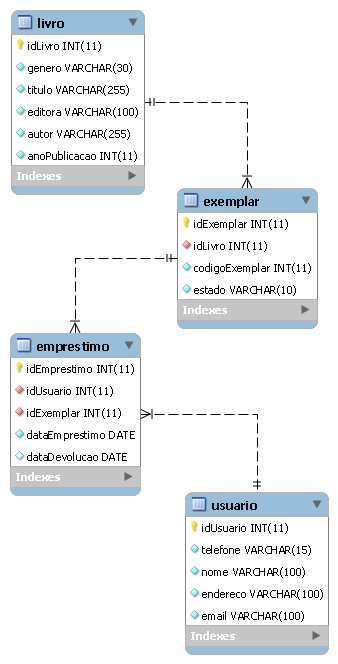 livro
idLivro INT(11)
genero VARCHAR(30)
titulo VARCHAR(255)
editora VARCHAR(100)
autor VARCHAR(255)
anoPublicacao INT(11)
Indexes
exemplar
idExemplar INT(11)
idLivro INT(11)
codigoExemplar INT(11)
estado VARCHAR(10)
Indexes
emprestimo
idEmprestimo INT(11)
idUsuario INT(11)
idExemplar INT(11)
dataEmprestimo DATE
dataDevolucao DATE
Indexes
usuario
idUsuario INT(11)
telefone VARCHAR(15)
nome VARCHAR(100)
endereco VARCHAR(100)
email VARCHAR(100)
Indexes